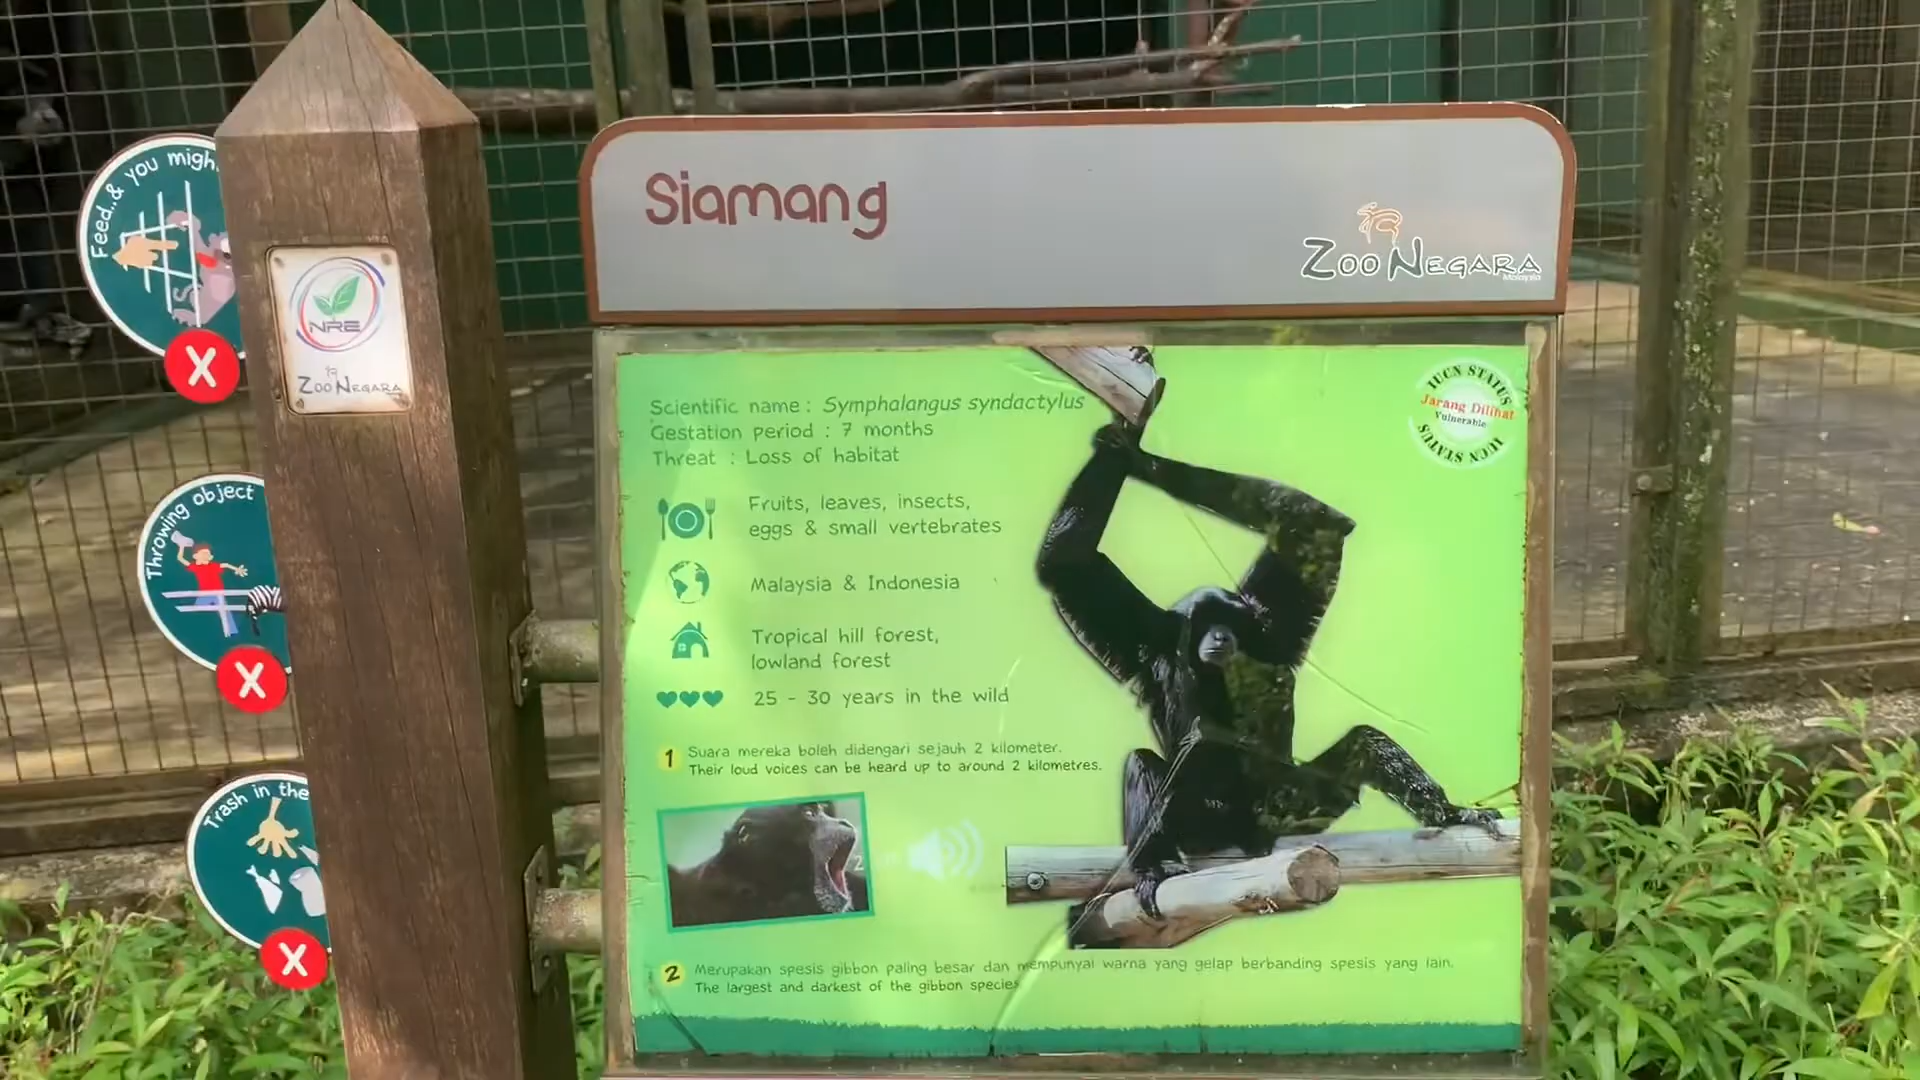 Siamang
Zoo Negara
Malaysia
Feed..& you
NRE
Zoo Negara
X
Throwing object
X
Trash in the
X
Scientific name : Symphalangus syndactylus
Gestation period : 7 months
Threat : Loss of habitat
IUCN STATUS
Jarang Dilihat
Vulnerable
IUCN STATUS
Fruits, leaves, insects,
eggs & small vertebrates
Malaysia & Indonesia
Tropical hill forest,
lowland forest
25 - 30 years in the wild
1 Suara mereka boleh didengari sejauh 2 kilometer.
Their loud voices can be heard up to around 2 kilometres.
2 Merupakan spesis gibbon paling besar dan mempunyai warna yang gelap berbanding spesis yang lain.
The largest and darkest of the gibbon species